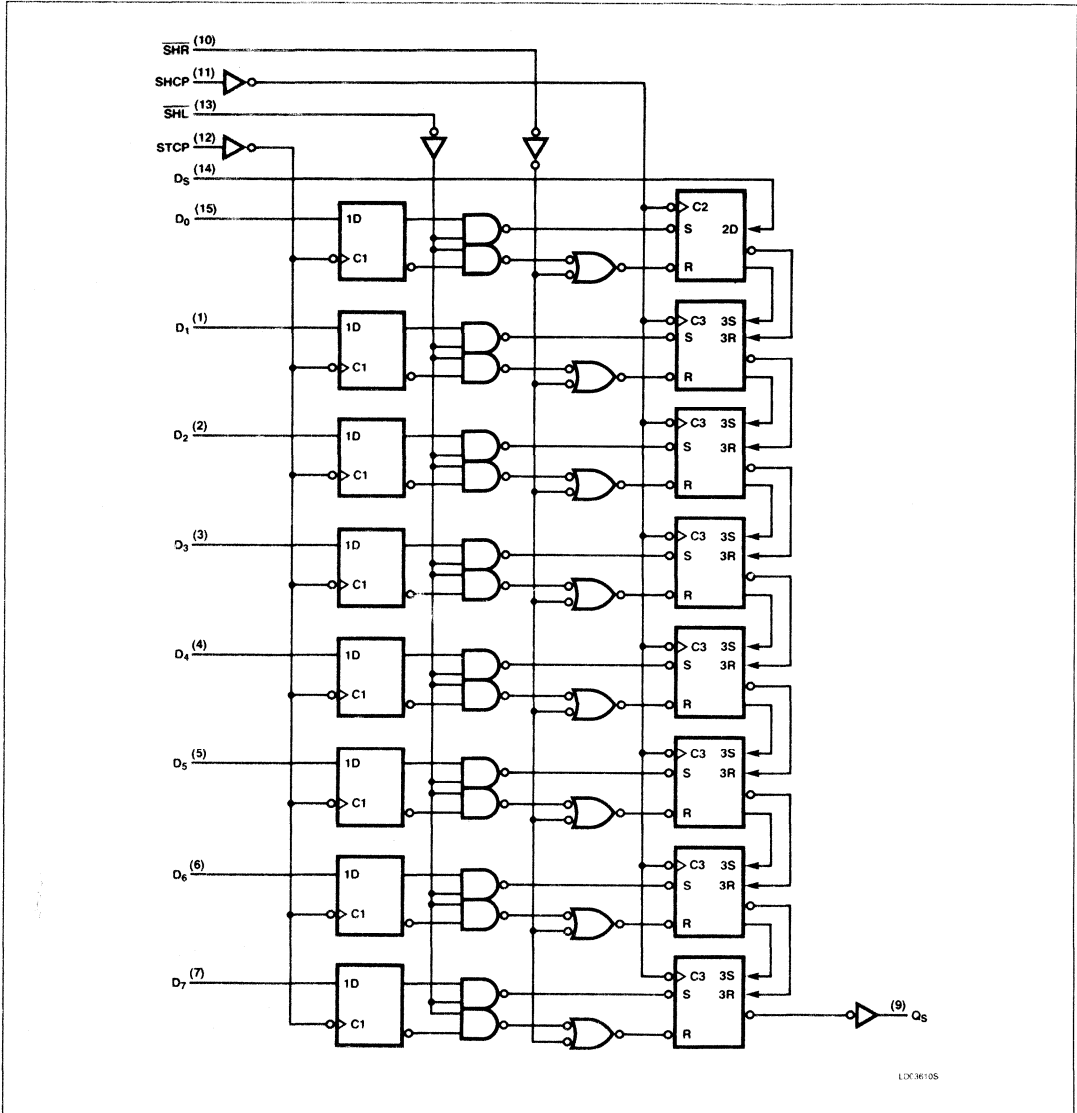 SHR (10)
SHCP (11)
SHL (13)
STCP (12)
DS (14)
D0 (15)
1D
C1
C2
S 2D
R
D1 (1)
1D
C1
C3 3S
S 3R
R
D2 (2)
1D
C1
C3 3S
S 3R
R
D3 (3)
1D
C1
C3 3S
S 3R
R
D4 (4)
1D
C1
C3 3S
S 3R
R
D5 (5)
1D
C1
C3 3S
S 3R
R
D6 (6)
1D
C1
C3 3S
S 3R
R
D7 (7)
1D
C1
C3 3S
S 3R
R
(9) QS